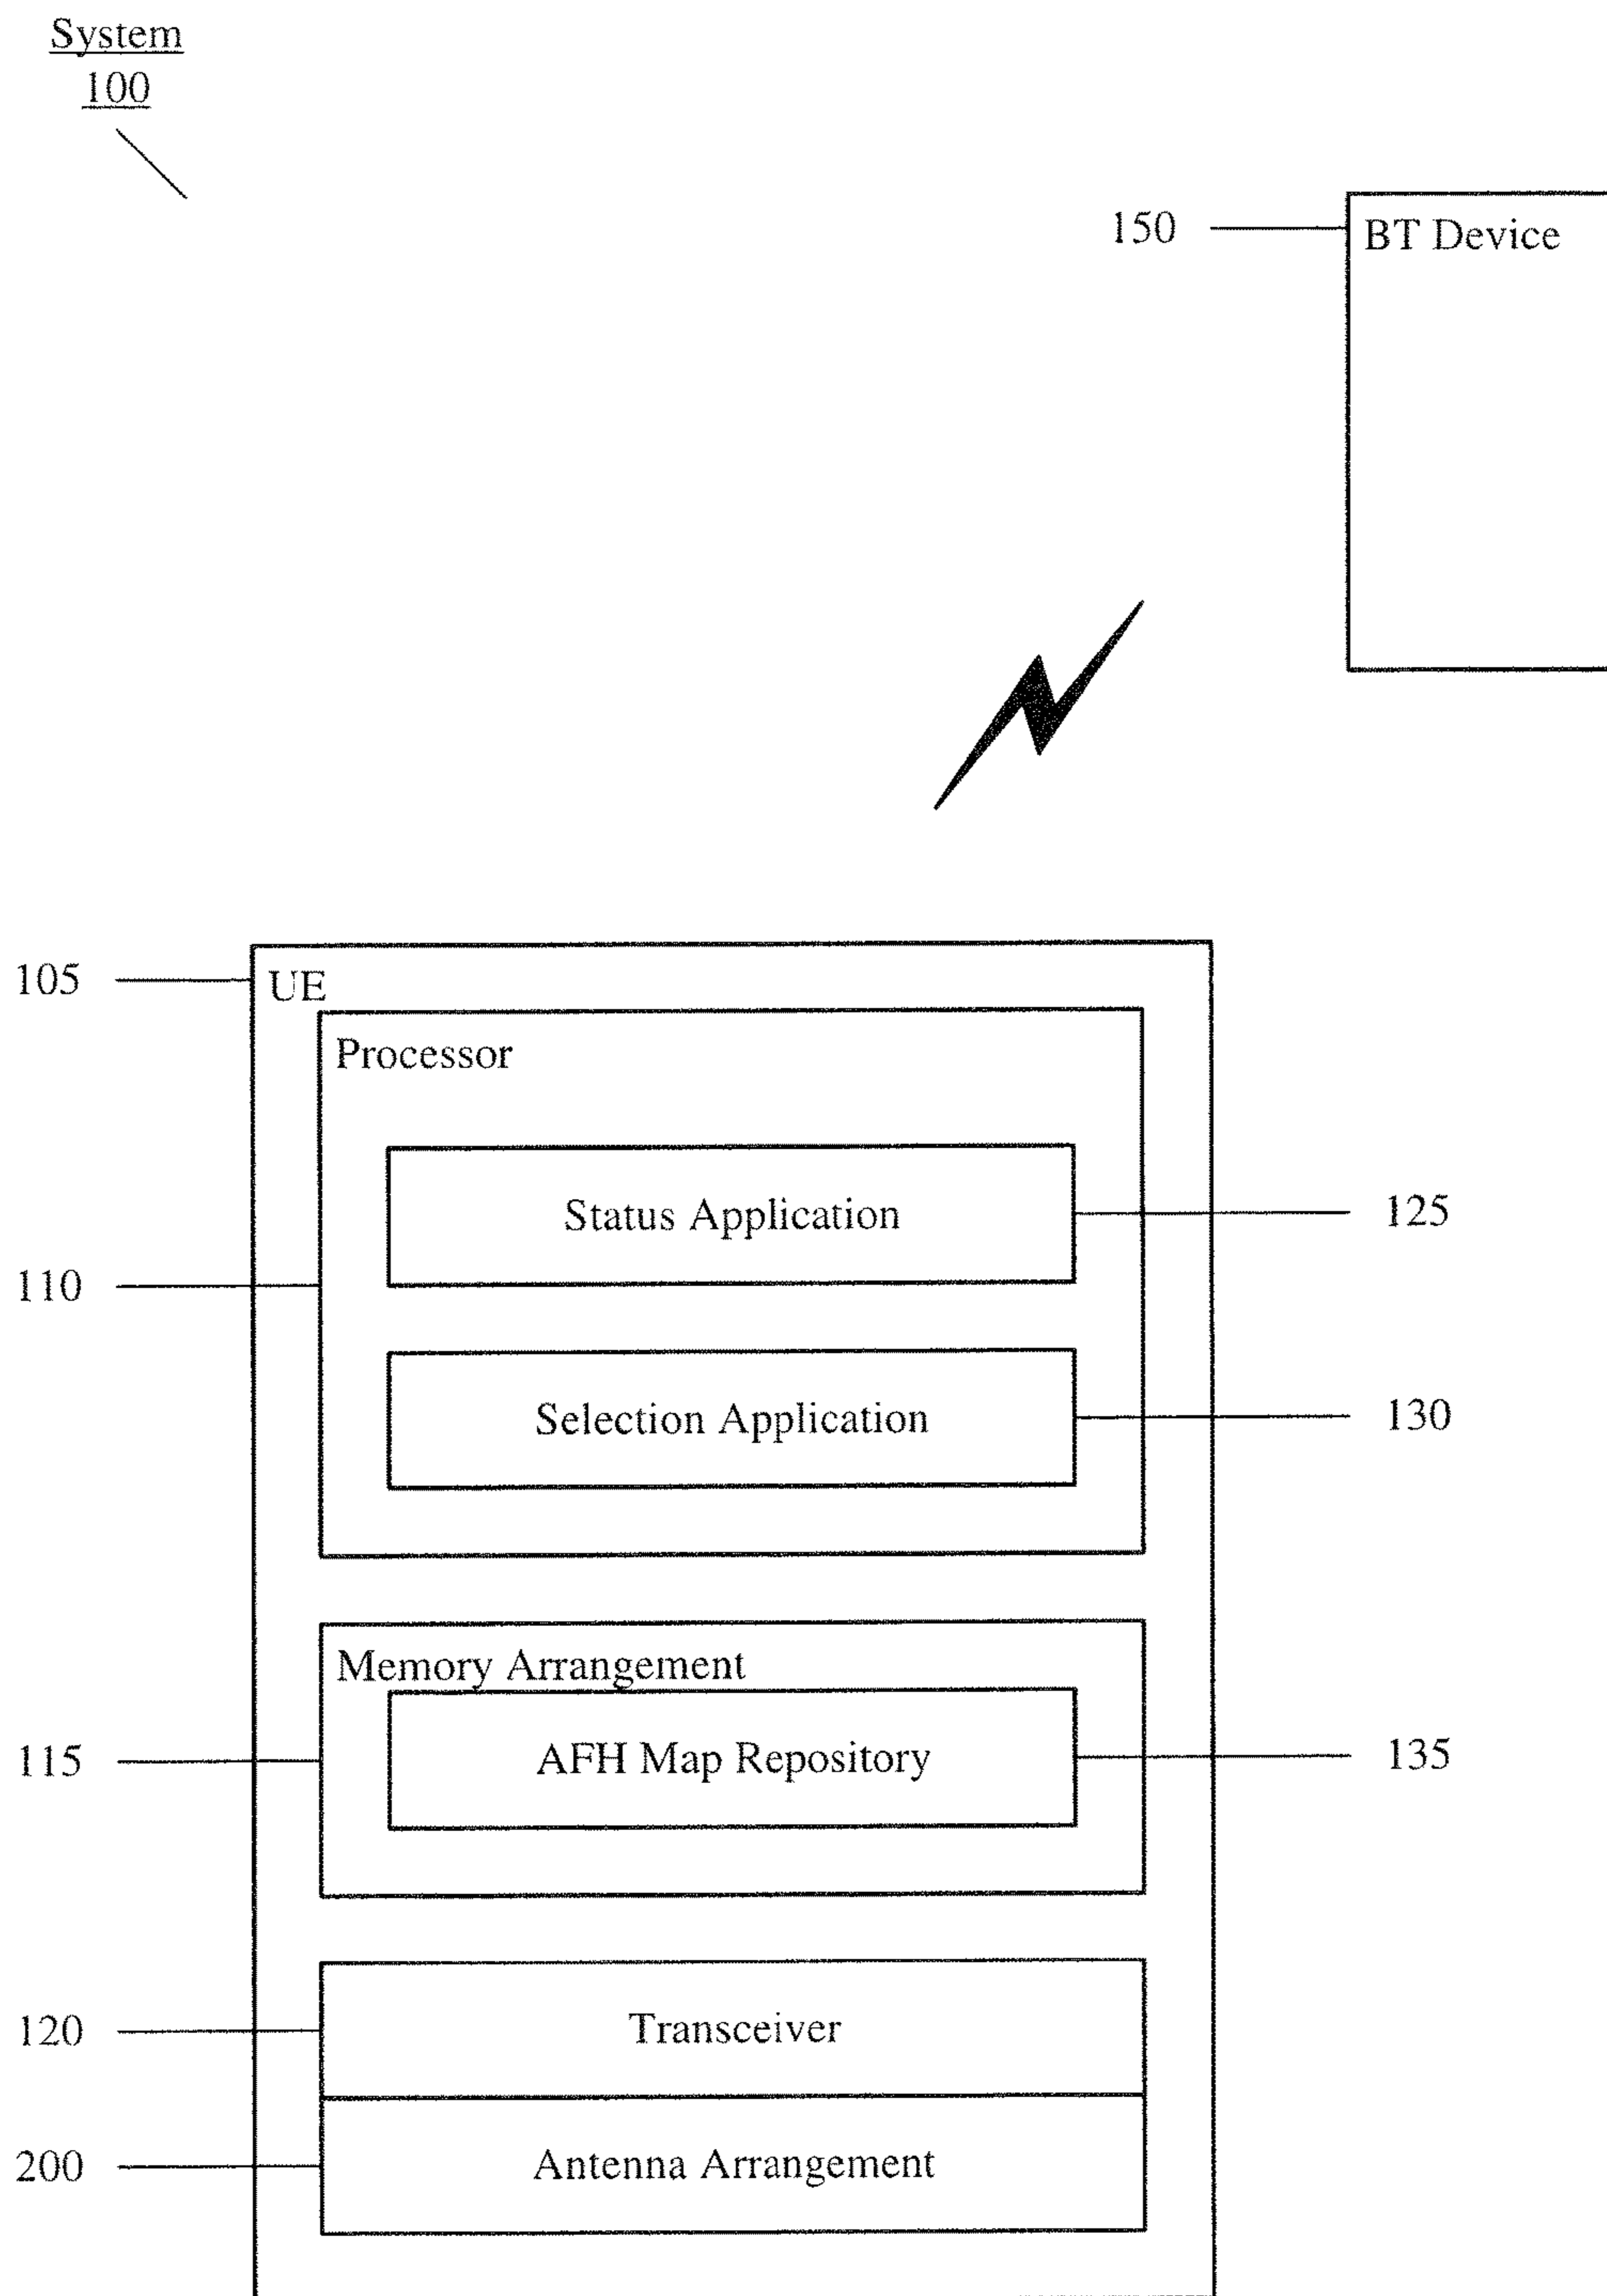 System
100
150
BT Device
105
UE
Processor
Status Application
125
110
Selection Application
130
Memory Arrangement
115
AFH Map Repository
135
120
Transceiver
200
Antenna Arrangement